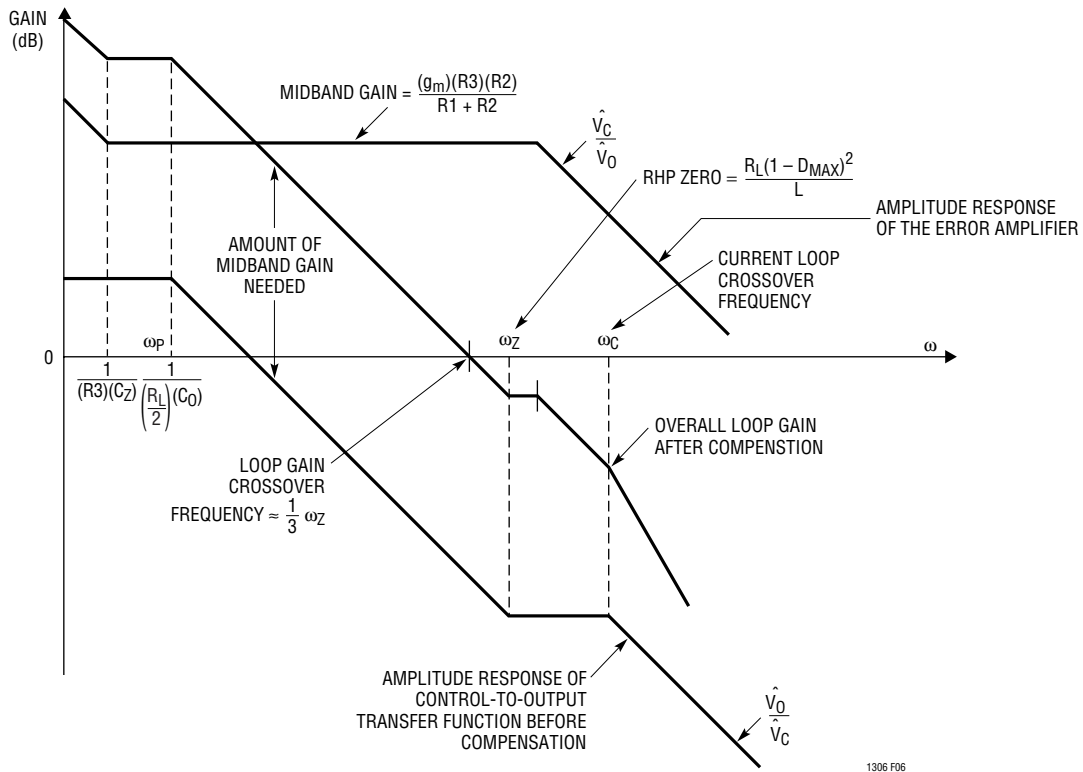 GAIN
(dB)
MIDBAND GAIN = (gm)(R3)(R2)
R1 + R2
V̂C
V̂O
RHP ZERO = RL(1 – DMAX)²
L
AMPLITUDE RESPONSE
OF THE ERROR AMPLIFIER
AMOUNT OF
MIDBAND GAIN
NEEDED
CURRENT LOOP
CROSSOVER
FREQUENCY
0
ωP
ωZ
ωC
ω
1
(R3)(CZ)
1
(RL
2)(CO)
LOOP GAIN
CROSSOVER
FREQUENCY ≈ 1/3 ωZ
OVERALL LOOP GAIN
AFTER COMPENSTION
AMPLITUDE RESPONSE OF
CONTROL-TO-OUTPUT
TRANSFER FUNCTION BEFORE
COMPENSATION
V̂O
V̂C
1306 F06